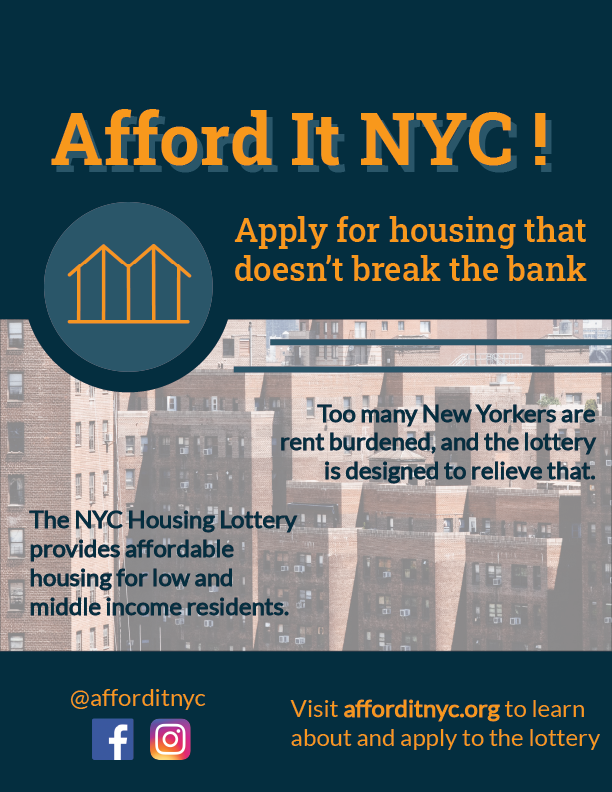 Afford It NYC !
Apply for housing that
doesn’t break the bank
Too many New Yorkers are
rent burdened, and the lottery
is designed to relieve that.
The NYC Housing Lottery
provides affordable
housing for low and
middle income residents.
@afforditnyc
Visit afforditnyc.org to learn
about and apply to the lottery